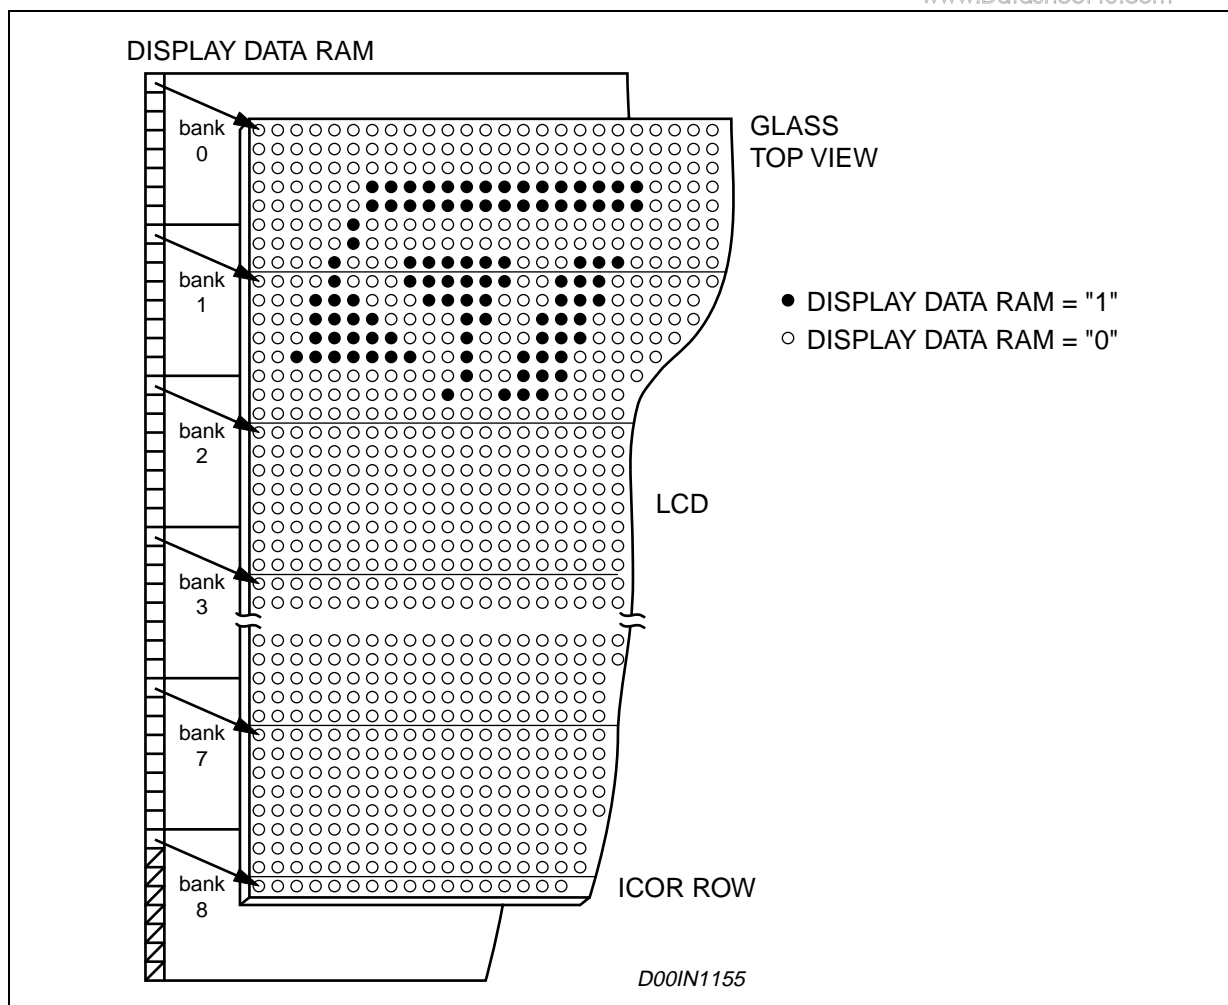 DISPLAY DATA RAM
bank
0
GLASS
TOP VIEW
bank
1
● DISPLAY DATA RAM = "1"
○ DISPLAY DATA RAM = "0"
bank
2
LCD
bank
3
bank
7
bank
8
ICOR ROW
D00IN1155